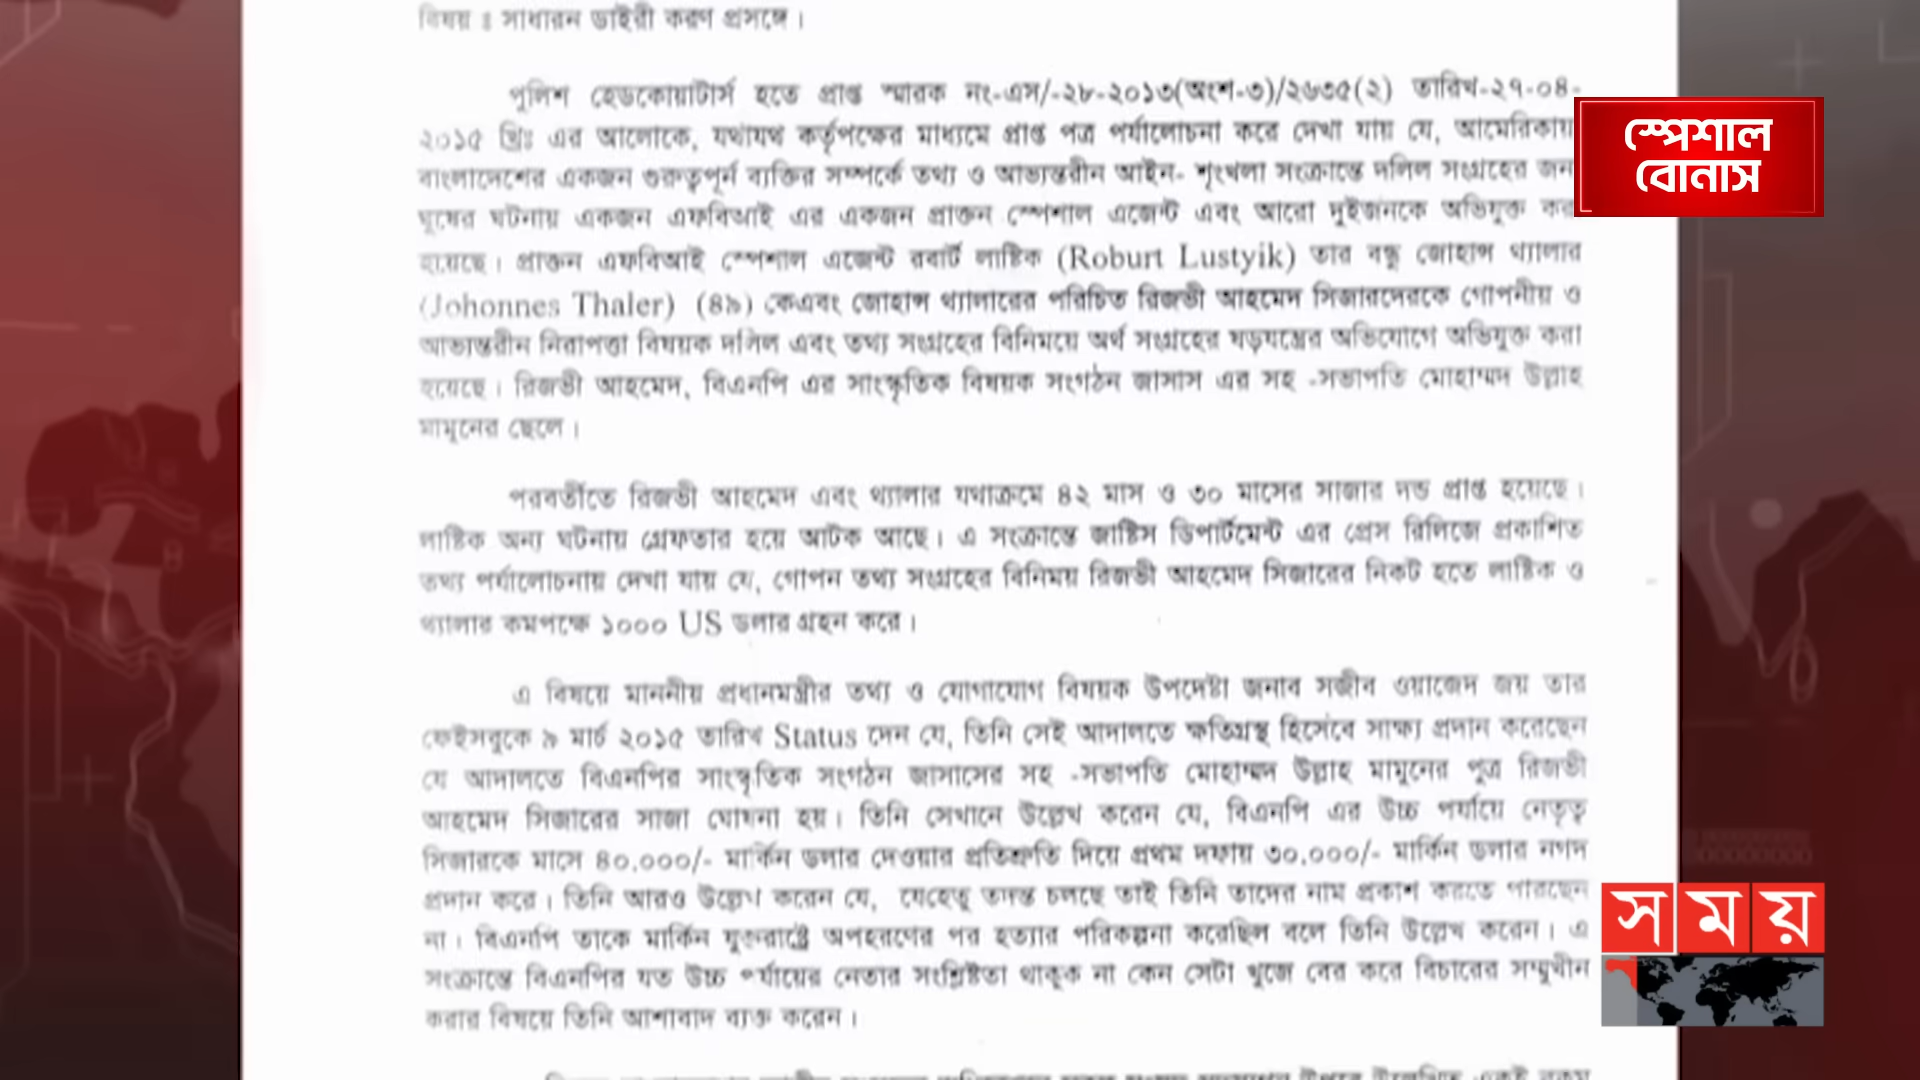 বিষয় ঃ সাধারন ডাইরী করণ প্রসঙ্গে।
পুলিশ হেডকোয়াটার্স হতে প্রাপ্ত স্মারক নং-এস/-২৮-২০১৩(অংশ-৩)/২৬৩৫(২) তারিখ-২৭-০৪-
২০১৫ খ্রিঃ এর আলোকে, যথাযথ কর্তৃপক্ষের মাধ্যমে প্রাপ্ত পত্র পর্যালোচনা করে দেখা যায় যে, আমেরিকায়
বাংলাদেশের একজন গুরুত্বপূর্ন ব্যক্তির সম্পর্কে তথ্য ও আভ্যন্তরীন আইন- শৃংখলা সংক্রান্তে দলিল সংগ্রহের জন্য
ঘুষের ঘটনায় একজন এফবিআই এর একজন প্রাক্তন স্পেশাল এজেন্ট এবং আরো দুইজনকে অভিযুক্ত করা
হয়েছে। প্রাক্তন এফবিআই স্পেশাল এজেন্ট রবার্ট লাষ্টিক (Roburt Lustyik) তার বন্ধু জোহান্স থ্যালার
(Johonnes Thaler) (৪৯) কেএবং জোহান্স থ্যালারের পরিচিত রিজভী আহমেদ সিজারদেরকে গোপনীয় ও
আভ্যন্তরীন নিরাপত্তা বিষয়ক দলিল এবং তথ্য সংগ্রহের বিনিময়ে অর্থ সংগ্রহের ষড়যন্ত্রের অভিযোগে অভিযুক্ত করা
হয়েছে। রিজভী আহমেদ, বিএনপি এর সাংস্কৃতিক বিষয়ক সংগঠন জাসাস এর সহ -সভাপতি মোহাম্মদ উল্লাহ
মামুনের ছেলে।
পরবর্তীতে রিজভী আহমেদ এবং থ্যালার যথাক্রমে ৪২ মাস ও ৩০ মাসের সাজার দন্ড প্রাপ্ত হয়েছে।
লাষ্টিক অন্য ঘটনায় গ্রেফতার হয়ে আটক আছে। এ সংক্রান্তে জাষ্টিস ডিপার্টমেন্ট এর প্রেস রিলিজে প্রকাশিত
তথ্য পর্যালোচনায় দেখা যায় যে, গোপন তথ্য সংগ্রহের বিনিময় রিজভী আহমেদ সিজারের নিকট হতে লাষ্টিক ও
থ্যালার কমপক্ষে ১০০০ US ডলার গ্রহন করে।
এ বিষয়ে মাননীয় প্রধানমন্ত্রীর তথ্য ও যোগাযোগ বিষয়ক উপদেষ্টা জনাব সজীব ওয়াজেদ জয় তার
ফেইসবুকে ৯ মার্চ ২০১৫ তারিখ Status দেন যে, তিনি সেই আদালতে ক্ষতিগ্রস্থ হিসেবে সাক্ষ্য প্রদান করেছেন
যে আদালতে বিএনপির সাংস্কৃতিক সংগঠন জাসাসের সহ -সভাপতি মোহাম্মদ উল্লাহ মামুনের পুত্র রিজভী
আহমেদ সিজারের সাজা ঘোষনা হয়। তিনি সেখানে উল্লেখ করেন যে, বিএনপি এর উচ্চ পর্যায়ে নেতৃত্ব
সিজারকে মাসে ৪০,০০০/- মার্কিন ডলার দেওয়ার প্রতিশ্রুতি দিয়ে প্রথম দফায় ৩০,০০০/- মার্কিন ডলার নগদ
প্রদান করে। তিনি আরও উল্লেখ করেন যে, যেহেতু তদন্ত চলছে তাই তিনি তাদের নাম প্রকাশ করতে পারছেন
না। বিএনপি তাকে মার্কিন যুক্তরাষ্ট্রে অপহরণের পর হত্যার পরিকল্পনা করেছিল বলে তিনি উল্লেখ করেন। এ
সংক্রান্তে বিএনপির যত উচ্চ পর্যায়ের নেতার সংশ্লিষ্টতা থাকুক না কেন সেটা খুজে বের করে বিচারের সম্মুখীন
করার বিষয়ে তিনি আশাবাদ ব্যক্ত করেন।
স্পেশাল
বোনাস
সময়